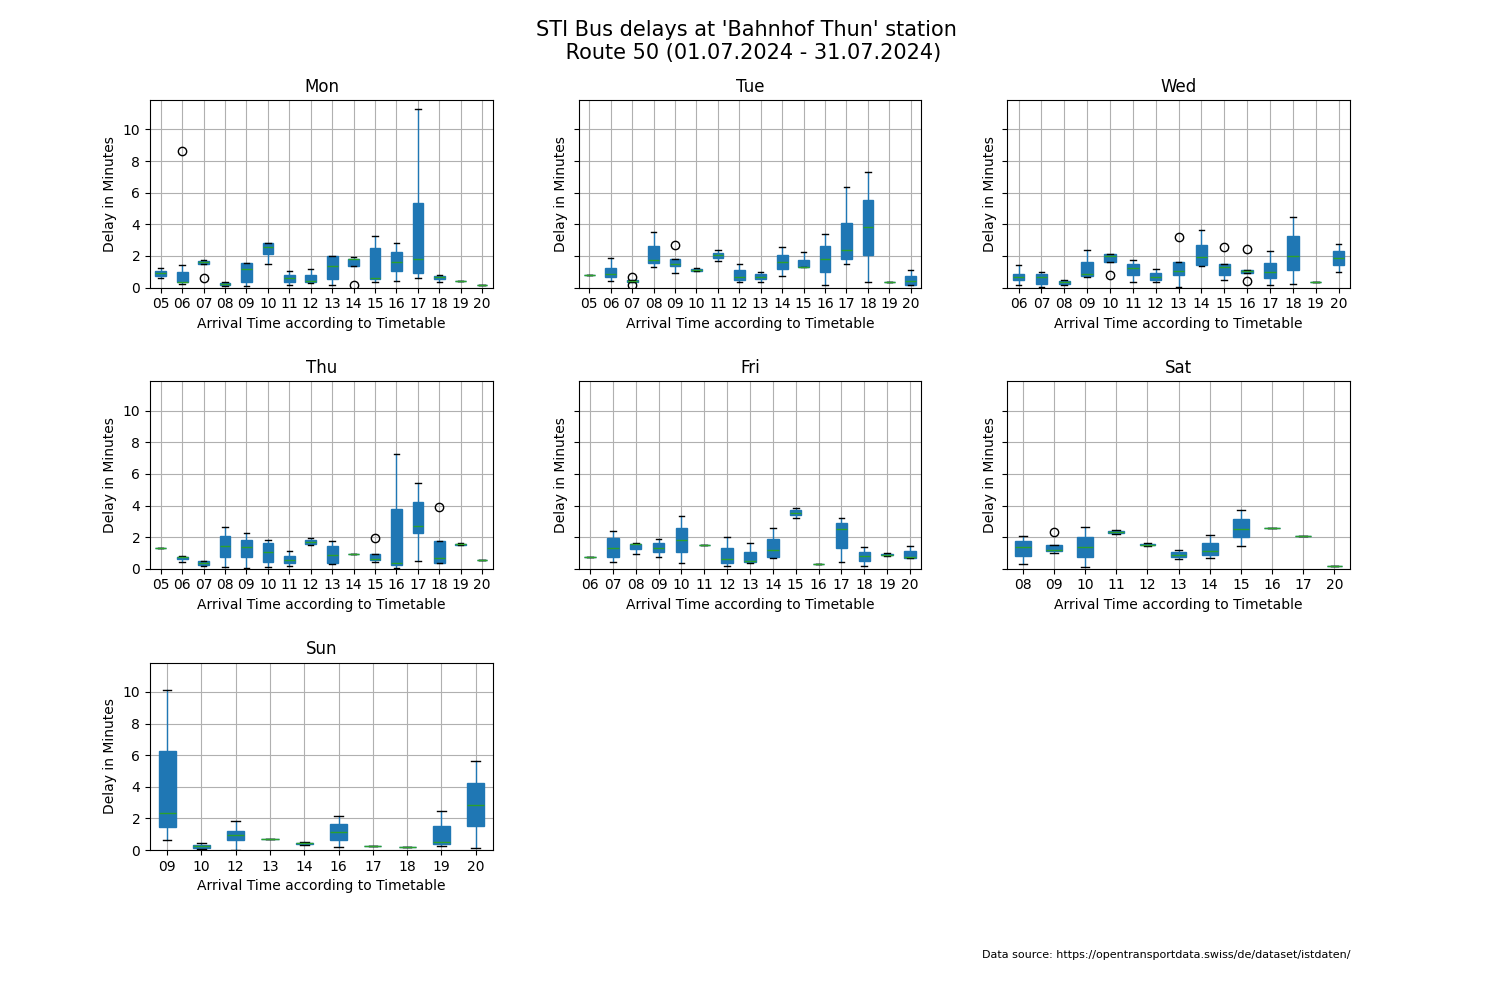 STI Bus delays at 'Bahnhof Thun' station
Route 50 (01.07.2024 - 31.07.2024)
Mon
Delay in Minutes
10
8
6
4
2
0
05 06 07 08 09 10 11 12 13 14 15 16 17 18 19 20
Arrival Time according to Timetable
Tue
Delay in Minutes
05 06 07 08 09 10 11 12 13 14 15 16 17 18 19 20
Arrival Time according to Timetable
Wed
Delay in Minutes
06 07 08 09 10 11 12 13 14 15 16 17 18 19 20
Arrival Time according to Timetable
Thu
Delay in Minutes
10
8
6
4
2
0
05 06 07 08 09 10 11 12 13 14 15 16 17 18 19 20
Arrival Time according to Timetable
Fri
Delay in Minutes
06 07 08 09 10 11 12 13 14 15 16 17 18 19 20
Arrival Time according to Timetable
Sat
Delay in Minutes
08 09 10 11 12 13 14 15 16 17 20
Arrival Time according to Timetable
Sun
Delay in Minutes
10
8
6
4
2
0
09 10 12 13 14 16 17 18 19 20
Arrival Time according to Timetable
Data source: https://opentransportdata.swiss/de/dataset/istdaten/